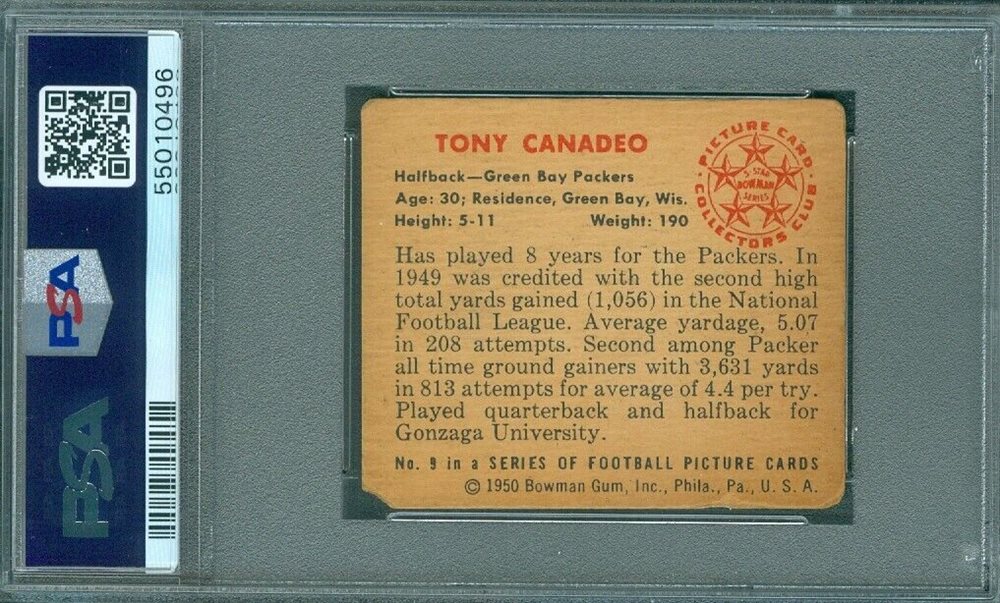 55010496
PSA
PSA
TONY CANADEO
Halfback—Green Bay Packers
Age: 30; Residence, Green Bay, Wis.
Height: 5-11 Weight: 190
PICTURE CARD
COLLECTORS CLUB
5-STAR
BOWMAN
SERIES
Has played 8 years for the Packers. In
1949 was credited with the second high
total yards gained (1,056) in the National
Football League. Average yardage, 5.07
in 208 attempts. Second among Packer
all time ground gainers with 3,631 yards
in 813 attempts for average of 4.4 per try.
Played quarterback and halfback for
Gonzaga University.
No. 9 in a SERIES OF FOOTBALL PICTURE CARDS
© 1950 Bowman Gum, Inc., Phila., Pa., U. S. A.